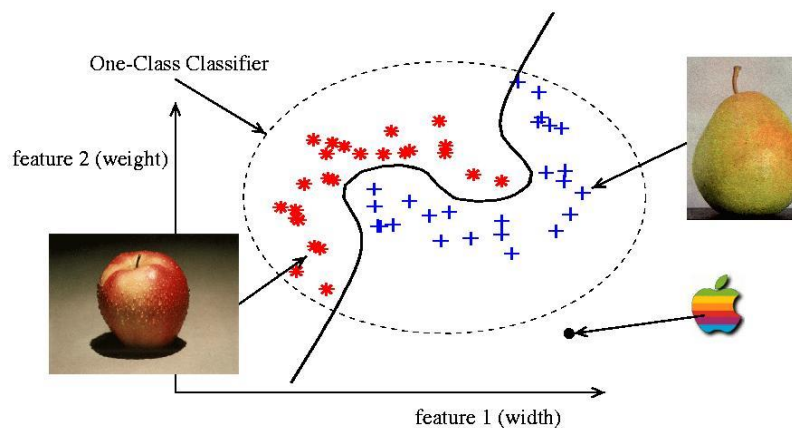 One-Class Classifier
feature 2 (weight)
feature 1 (width)